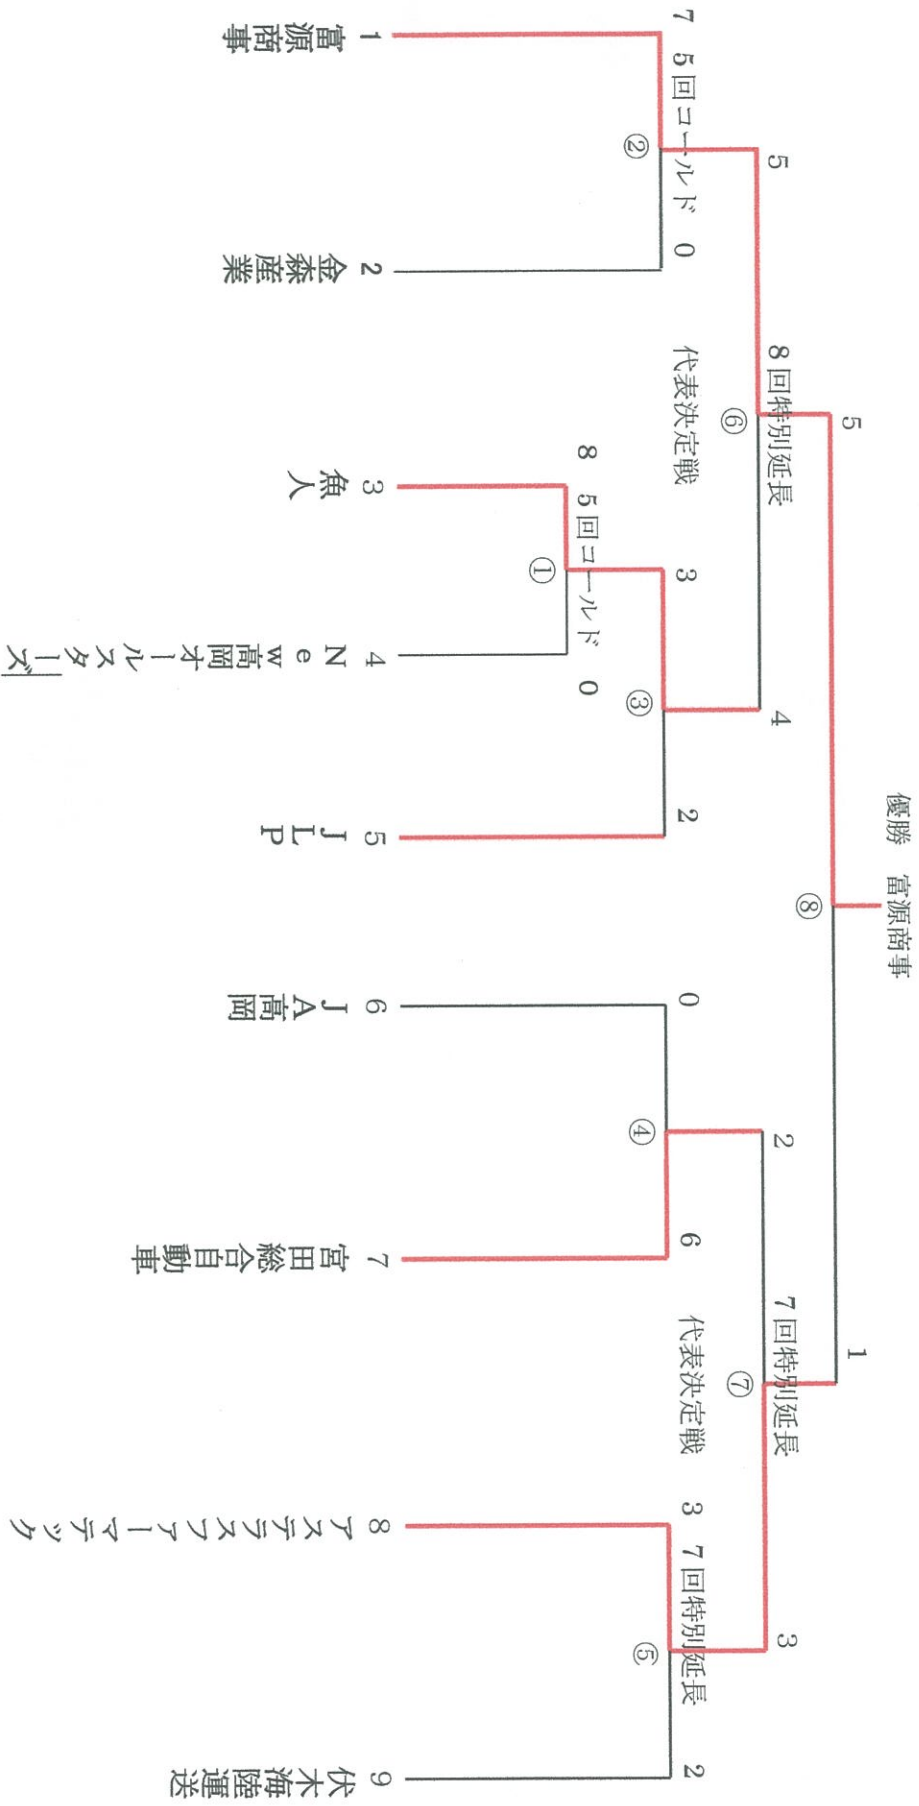 優勝 富源商事
⑧
5
1
8回特別延長
7回特別延長
⑥
⑦
代表決定戦
代表決定戦
5
4
2
3
7 5回コールド 0
②
3
2
③
0
6
④
3 7回特別延長 2
⑤
8 5回コールド 0
①
1
2
3
4
5
6
7
8
9
富源商事
金森産業
魚人
New高岡オールスターズ
JLP
JA高岡
宮田総合自動車
アステラスファーマテック
伏木海陸運送